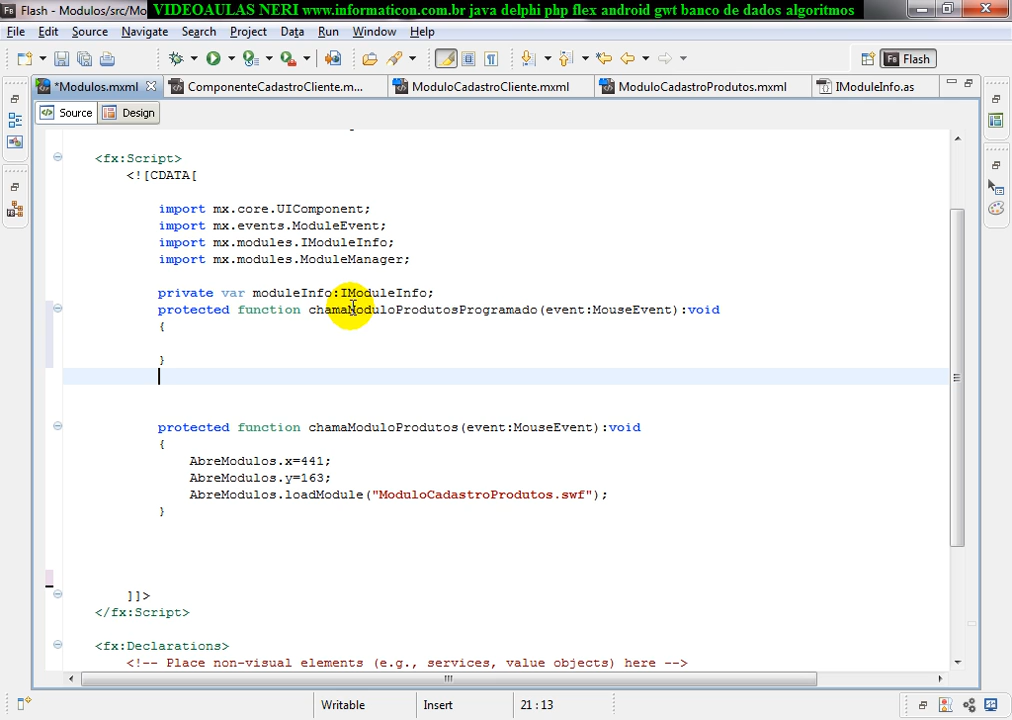 Flash - Modulos/src/Mo
VIDEOAULAS NERI www.informaticon.com.br java delphi php flex android gwt banco de dados algoritmos
File Edit Source Navigate Search Project Data Run Window Help
Flash
*Modulos.mxml ComponenteCadastroCliente.m... ModuloCadastroCliente.mxml ModuloCadastroProdutos.mxml IModuleInfo.as
Source Design
<fx:Script>
<![CDATA[
import mx.core.UIComponent;
import mx.events.ModuleEvent;
import mx.modules.IModuleInfo;
import mx.modules.ModuleManager;
private var moduleInfo:IModuleInfo;
protected function chamaModuloProdutosProgramado(event:MouseEvent):void
{
}
protected function chamaModuloProdutos(event:MouseEvent):void
{
AbreModulos.x=441;
AbreModulos.y=163;
AbreModulos.loadModule("ModuloCadastroProdutos.swf");
}
]]>
</fx:Script>
<fx:Declarations>
<!-- Place non-visual elements (e.g., services, value objects) here -->
Writable Insert 21 : 13